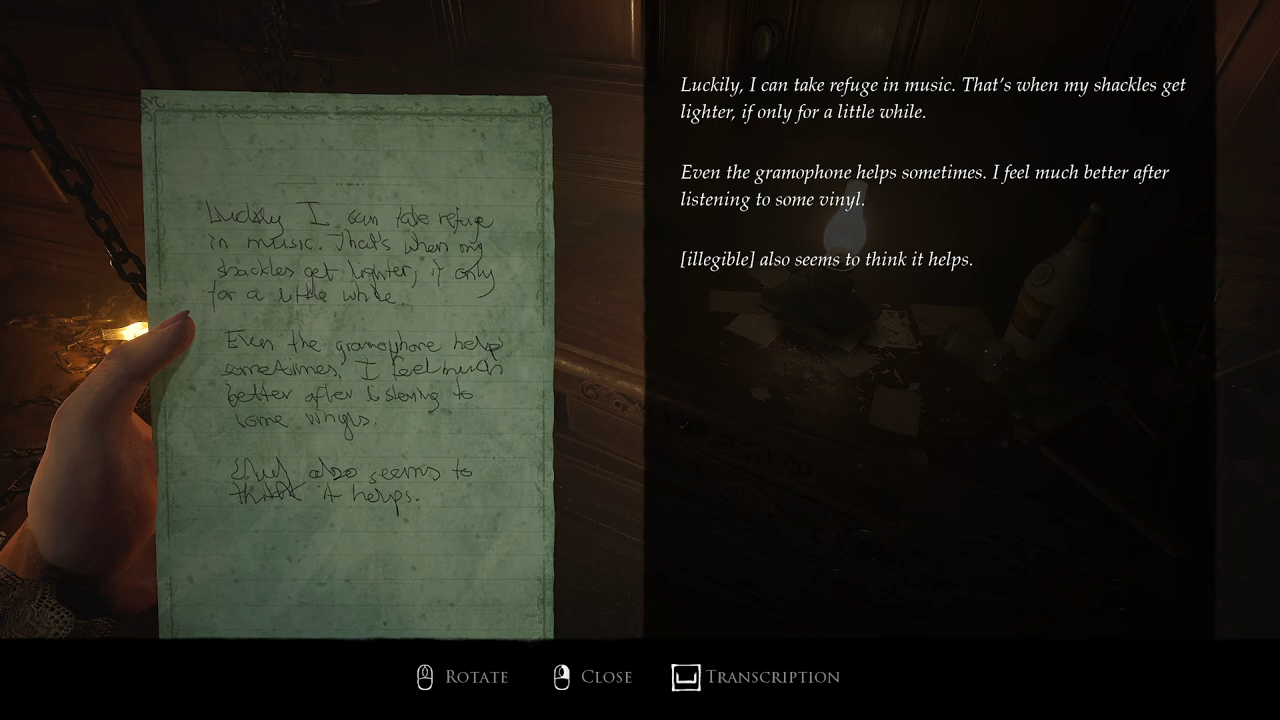 Luckily I can take refuge
in music. That's when my
shackles get lighter, if only
for a little while.
Even the gramophone helps
sometimes. I feel much
better after listening to
some vinyls.
also seems to
think it helps.
Luckily, I can take refuge in music. That's when my shackles get
lighter, if only for a little while.
Even the gramophone helps sometimes. I feel much better after
listening to some vinyl.
[illegible] also seems to think it helps.
ROTATE
CLOSE
TRANSCRIPTION